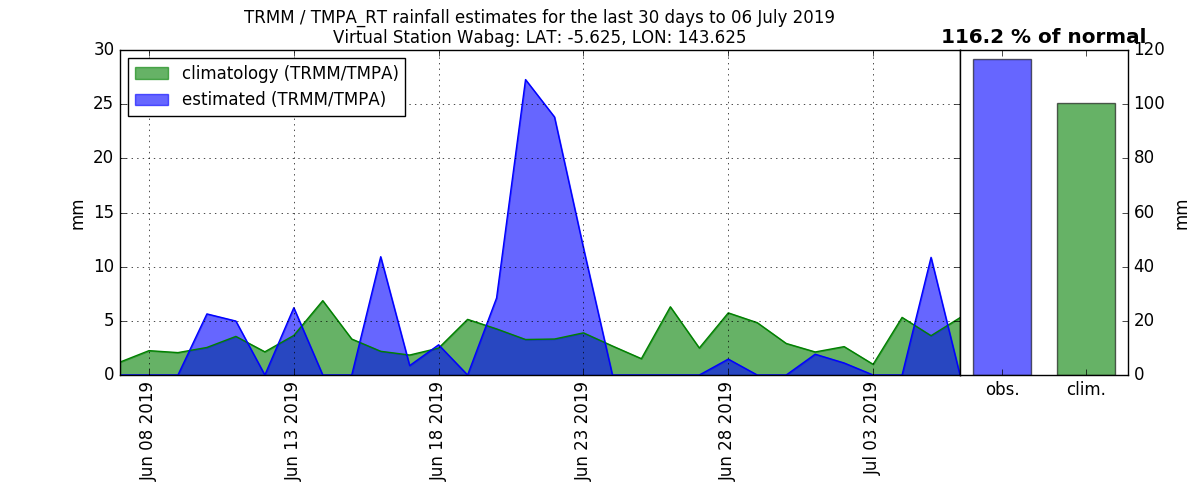 TRMM / TMPA_RT rainfall estimates for the last 30 days to 06 July 2019
Virtual Station Wabag: LAT: -5.625, LON: 143.625
116.2 % of normal
climatology (TRMM/TMPA)
estimated (TRMM/TMPA)
mm
30
25
20
15
10
5
0
Jun 08 2019
Jun 13 2019
Jun 18 2019
Jun 23 2019
Jun 28 2019
Jul 03 2019
obs.
clim.
120
100
80
60
40
20
0
mm